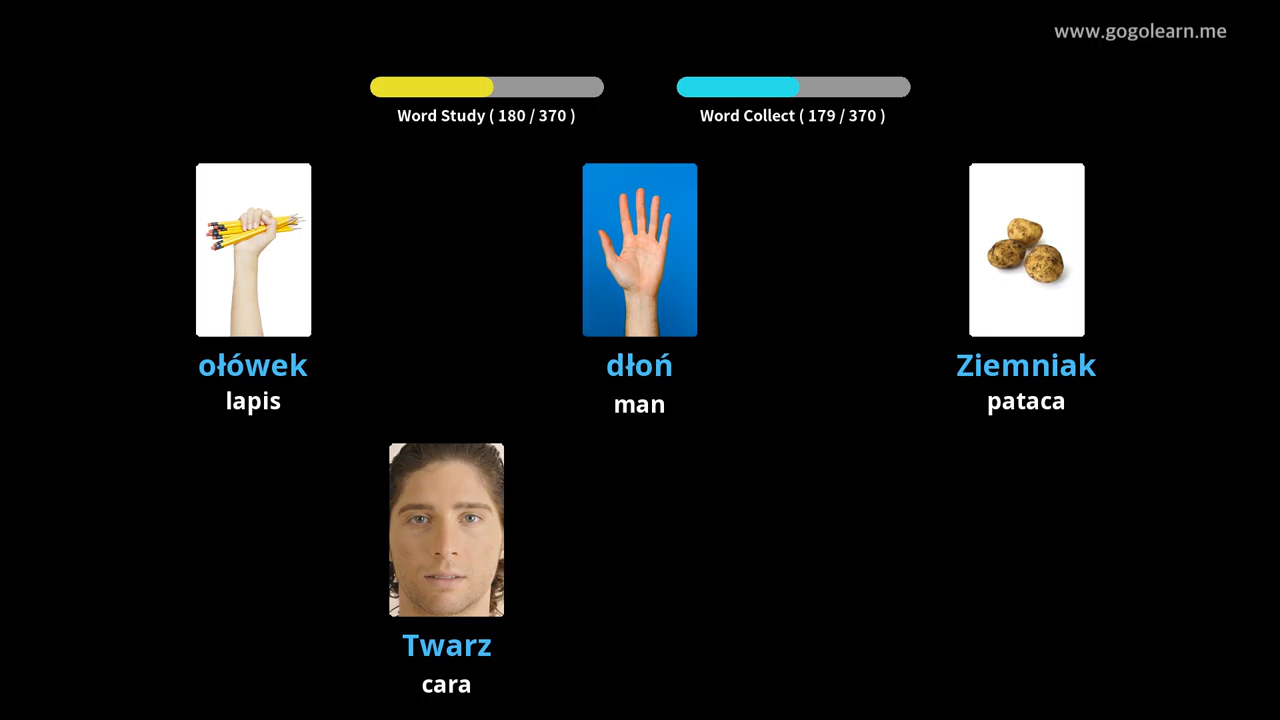 www.gogolearn.me
Word Study ( 180 / 370 )
Word Collect ( 179 / 370 )
ołówek
lapis
dłoń
man
Ziemniak
pataca
Twarz
cara